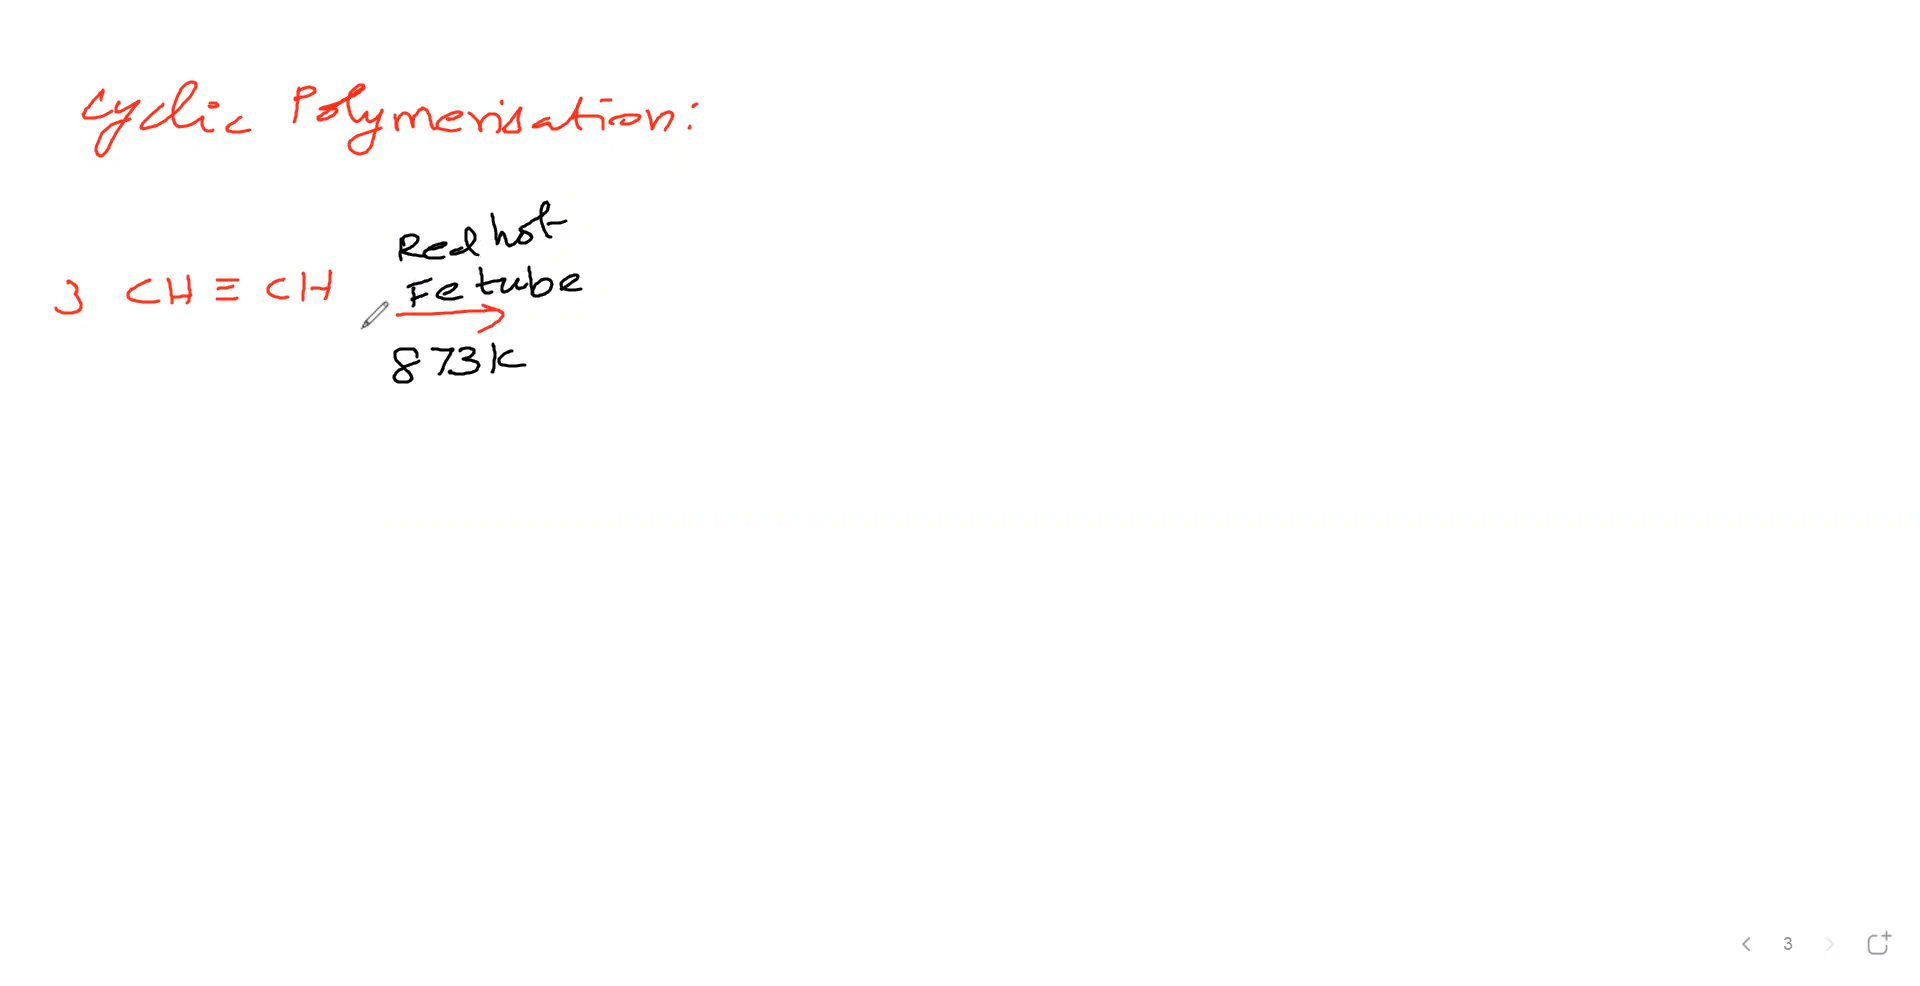 Cyclic Polymerisation:
Red hot
Fe tube
3 CH ≡ CH
873K
3